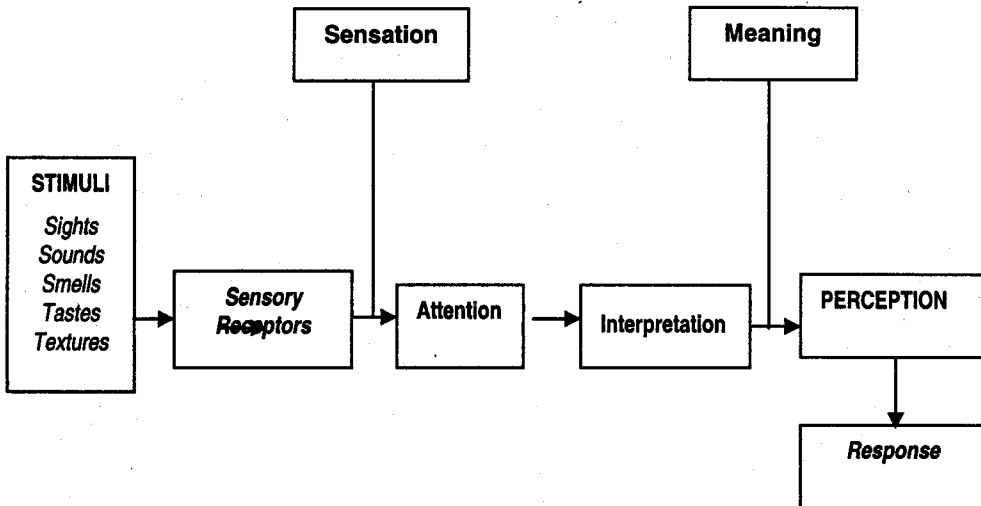 Sensation
Meaning
STIMULI
Sights
Sounds
Smells
Tastes
Textures
Sensory
Receptors
Attention
Interpretation
PERCEPTION
Response